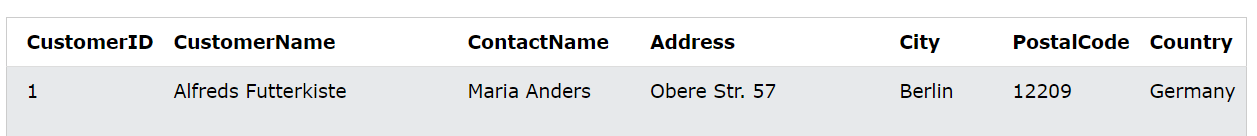 CustomerID CustomerName ContactName Address City PostalCode Country
1 Alfreds Futterkiste Maria Anders Obere Str. 57 Berlin 12209 Germany